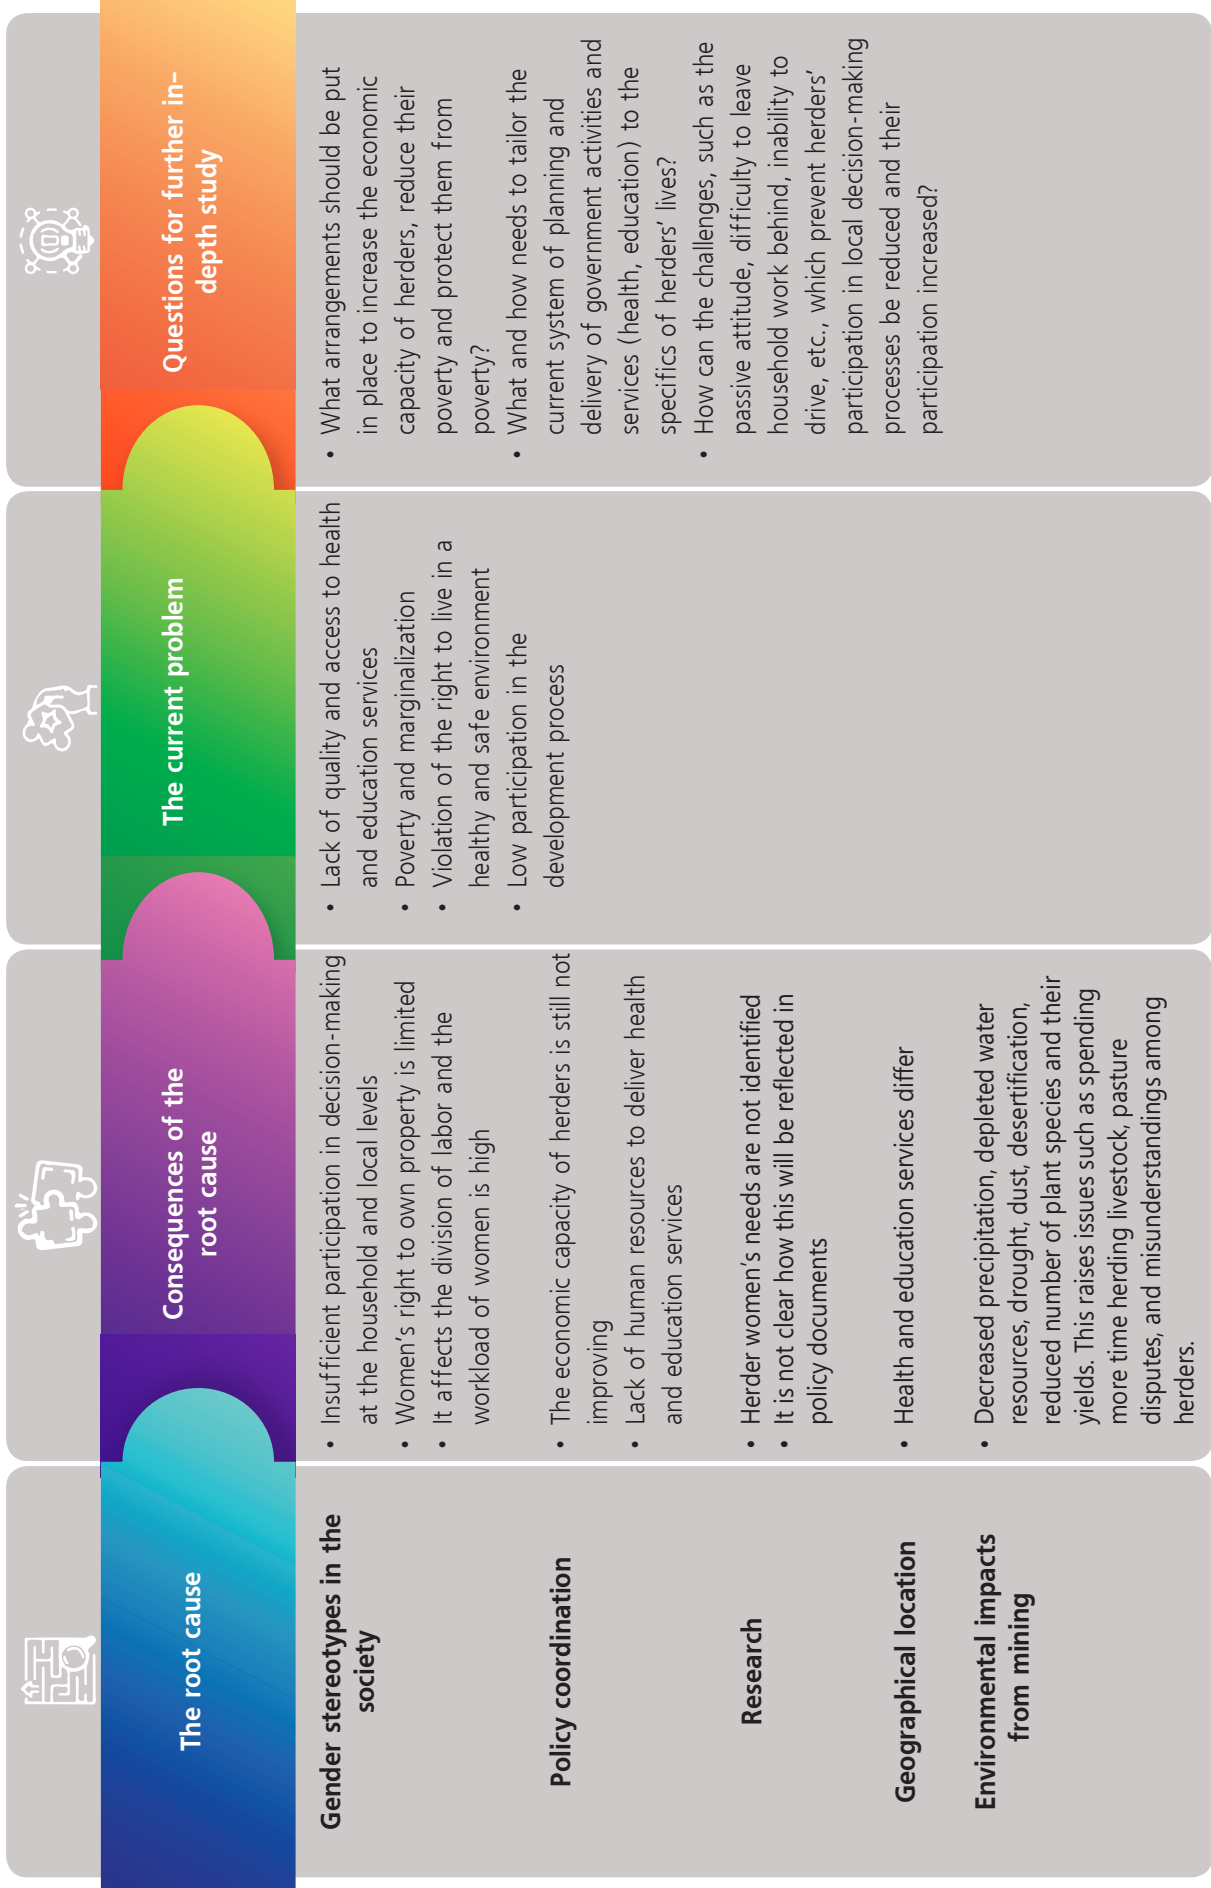 The root cause
Gender stereotypes in the
society
Policy coordination
Research
Geographical location
Environmental impacts
from mining
Consequences of the
root cause
• Insufficient participation in decision-making
at the household and local levels
• Women's right to own property is limited
• It affects the division of labor and the
workload of women is high
• The economic capacity of herders is still not
improving
• Lack of human resources to deliver health
and education services
• Herder women's needs are not identified
• It is not clear how this will be reflected in
policy documents
• Health and education services differ
• Decreased precipitation, depleted water
resources, drought, dust, desertification,
reduced number of plant species and their
yields. This raises issues such as spending
more time herding livestock, pasture
disputes, and misunderstandings among
herders.
The current problem
• Lack of quality and access to health
and education services
• Poverty and marginalization
• Violation of the right to live in a
healthy and safe environment
• Low participation in the
development process
Questions for further in-
depth study
• What arrangements should be put
in place to increase the economic
capacity of herders, reduce their
poverty and protect them from
poverty?
• What and how needs to tailor the
current system of planning and
delivery of government activities and
services (health, education) to the
specifics of herders' lives?
• How can the challenges, such as the
passive attitude, difficulty to leave
household work behind, inability to
drive, etc., which prevent herders'
participation in local decision-making
processes be reduced and their
participation increased?